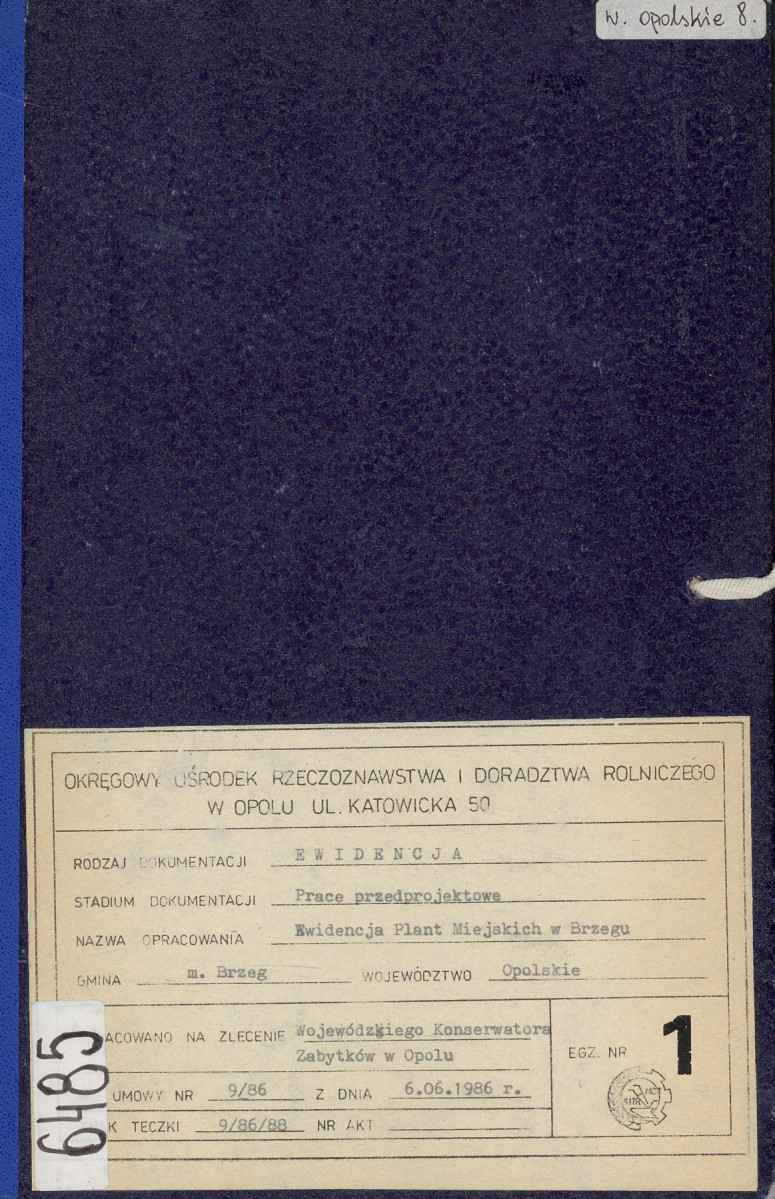 w. opolskie 8.
OKRĘGOWY OŚRODEK RZECZOZNAWSTWA I DORADZTWA ROLNICZEGO
W OPOLU UL. KATOWICKA 50
RODZAJ DOKUMENTACJI EWIDENCJA
STADIUM DOKUMENTACJI Prace przedprojektowe
NAZWA OPRACOWANIA Ewidencja Plant Miejskich w Brzegu
GMINA m. Brzeg WOJEWÓDZTWO Opolskie
ACOWANO NA ZLECENIE Wojewódzkiego Konserwatora
Zabytków w Opolu
EGZ. NR 1
UMOWY NR 9/86 Z DNIA 6.06.1986 r.
K TECZKI 9/86/88 NR AKT
SITR
6485